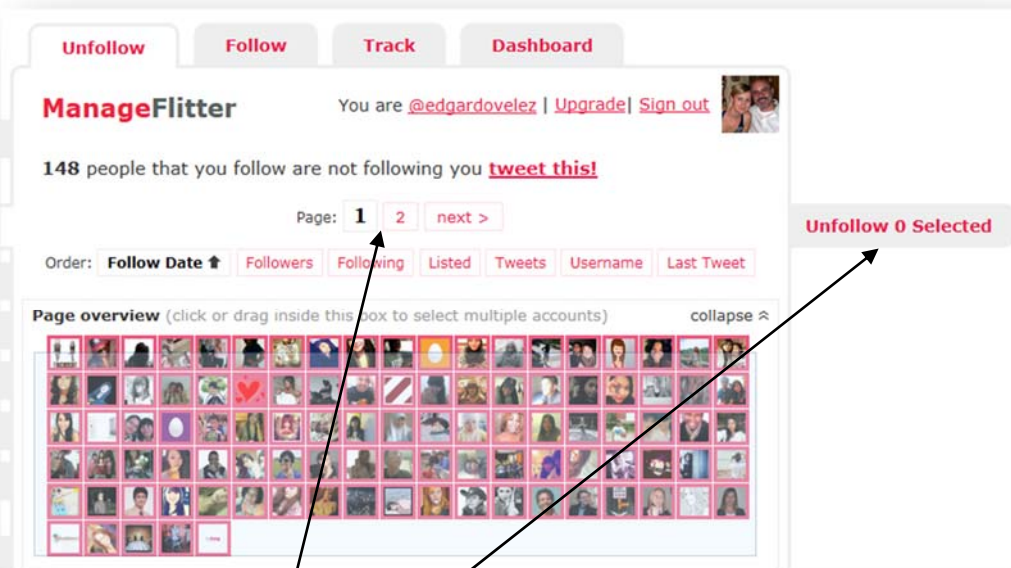 Unfollow Follow Track Dashboard
ManageFlitter You are @edgardovelez | Upgrade| Sign out
148 people that you follow are not following you tweet this!
Page: 1 2 next >
Unfollow 0 Selected
Order: Follow Date ⬆ Followers Following Listed Tweets Username Last Tweet
Page overview (click or drag inside this box to select multiple accounts) collapse